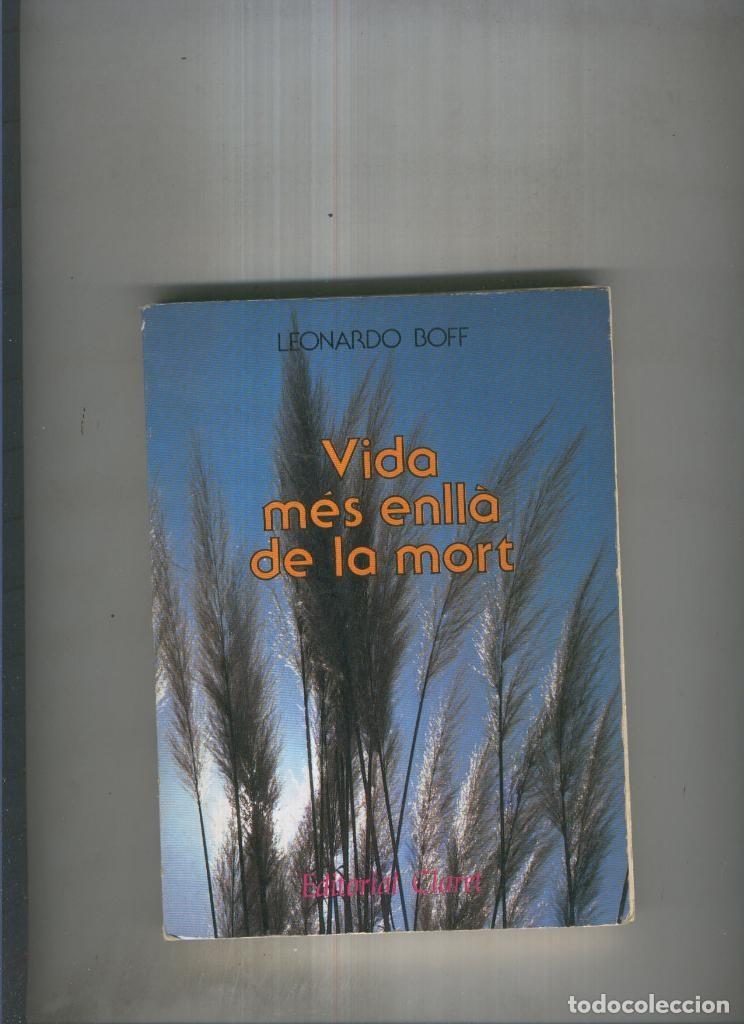 LEONARDO BOFF
Vida
més enllà
de la mort
Editorial Claret
todocoleccion